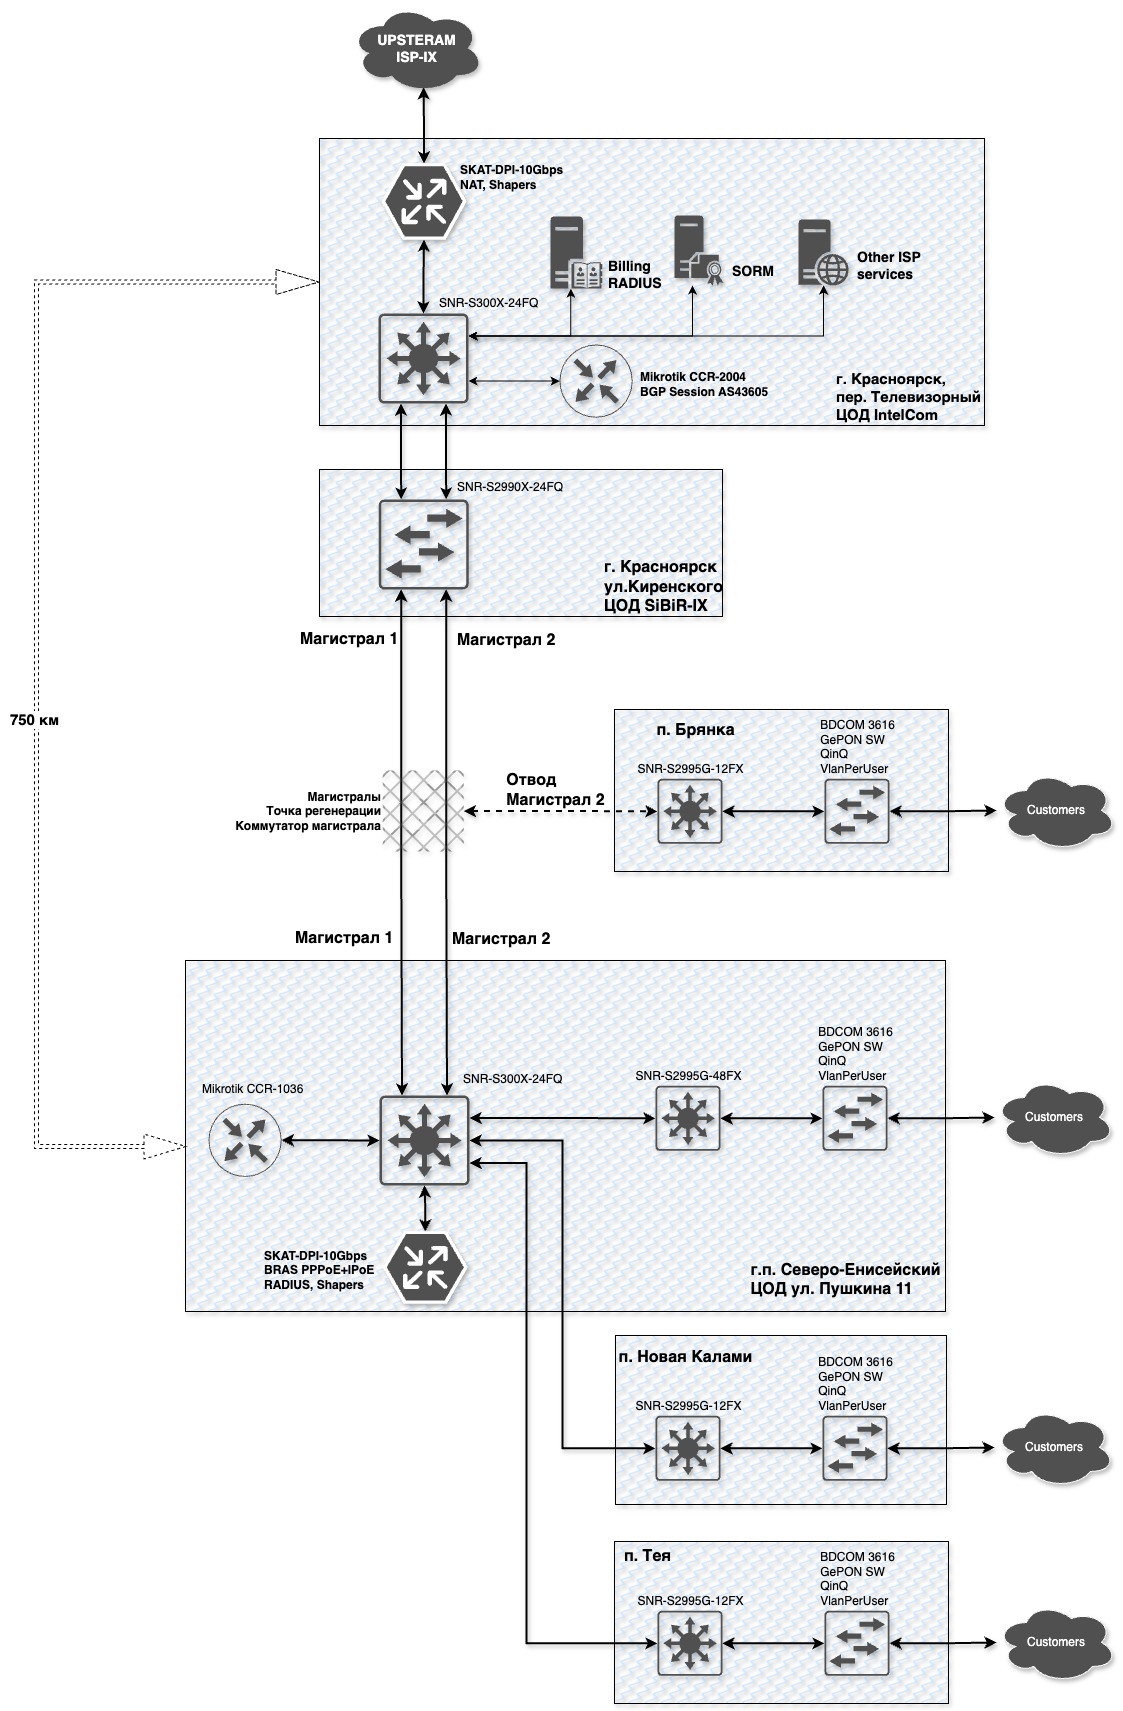 UPSTERAM
ISP-IX
SKAT-DPI-10Gbps
NAT, Shapers
Billing
RADIUS
SORM
Other ISP
services
SNR-S300X-24FQ
Mikrotik CCR-2004
BGP Session AS43605
г. Красноярск,
пер. Телевизорный
ЦОД IntelCom
SNR-S2990X-24FQ
г. Красноярск
ул.Киренского
ЦОД SiBiR-IX
Магистрал 1
Магистрал 2
750 км
п. Брянка
BDCOM 3616
GePON SW
QinQ
VlanPerUser
SNR-S2995G-12FX
Отвод
Магистрал 2
Магистралы
Точка регенерации
Коммутатор магистрала
Customers
Магистрал 1
Магистрал 2
BDCOM 3616
GePON SW
QinQ
VlanPerUser
Mikrotik CCR-1036
SNR-S300X-24FQ
SNR-S2995G-48FX
Customers
SKAT-DPI-10Gbps
BRAS PPPoE+IPoE
RADIUS, Shapers
г.п. Северо-Енисейский
ЦОД ул. Пушкина 11
п. Новая Калами
BDCOM 3616
GePON SW
QinQ
VlanPerUser
SNR-S2995G-12FX
Customers
п. Тея
BDCOM 3616
GePON SW
QinQ
VlanPerUser
SNR-S2995G-12FX
Customers